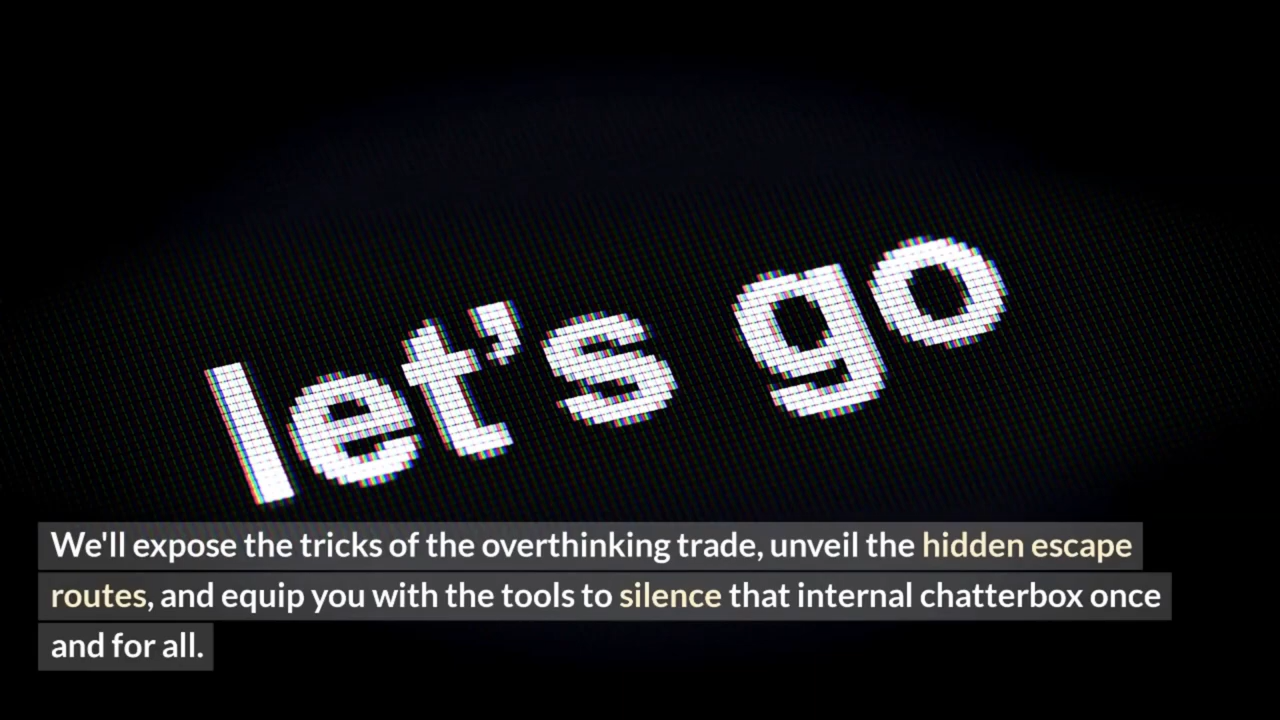 let's go
We'll expose the tricks of the overthinking trade, unveil the hidden escape
routes, and equip you with the tools to silence that internal chatterbox once
and for all.